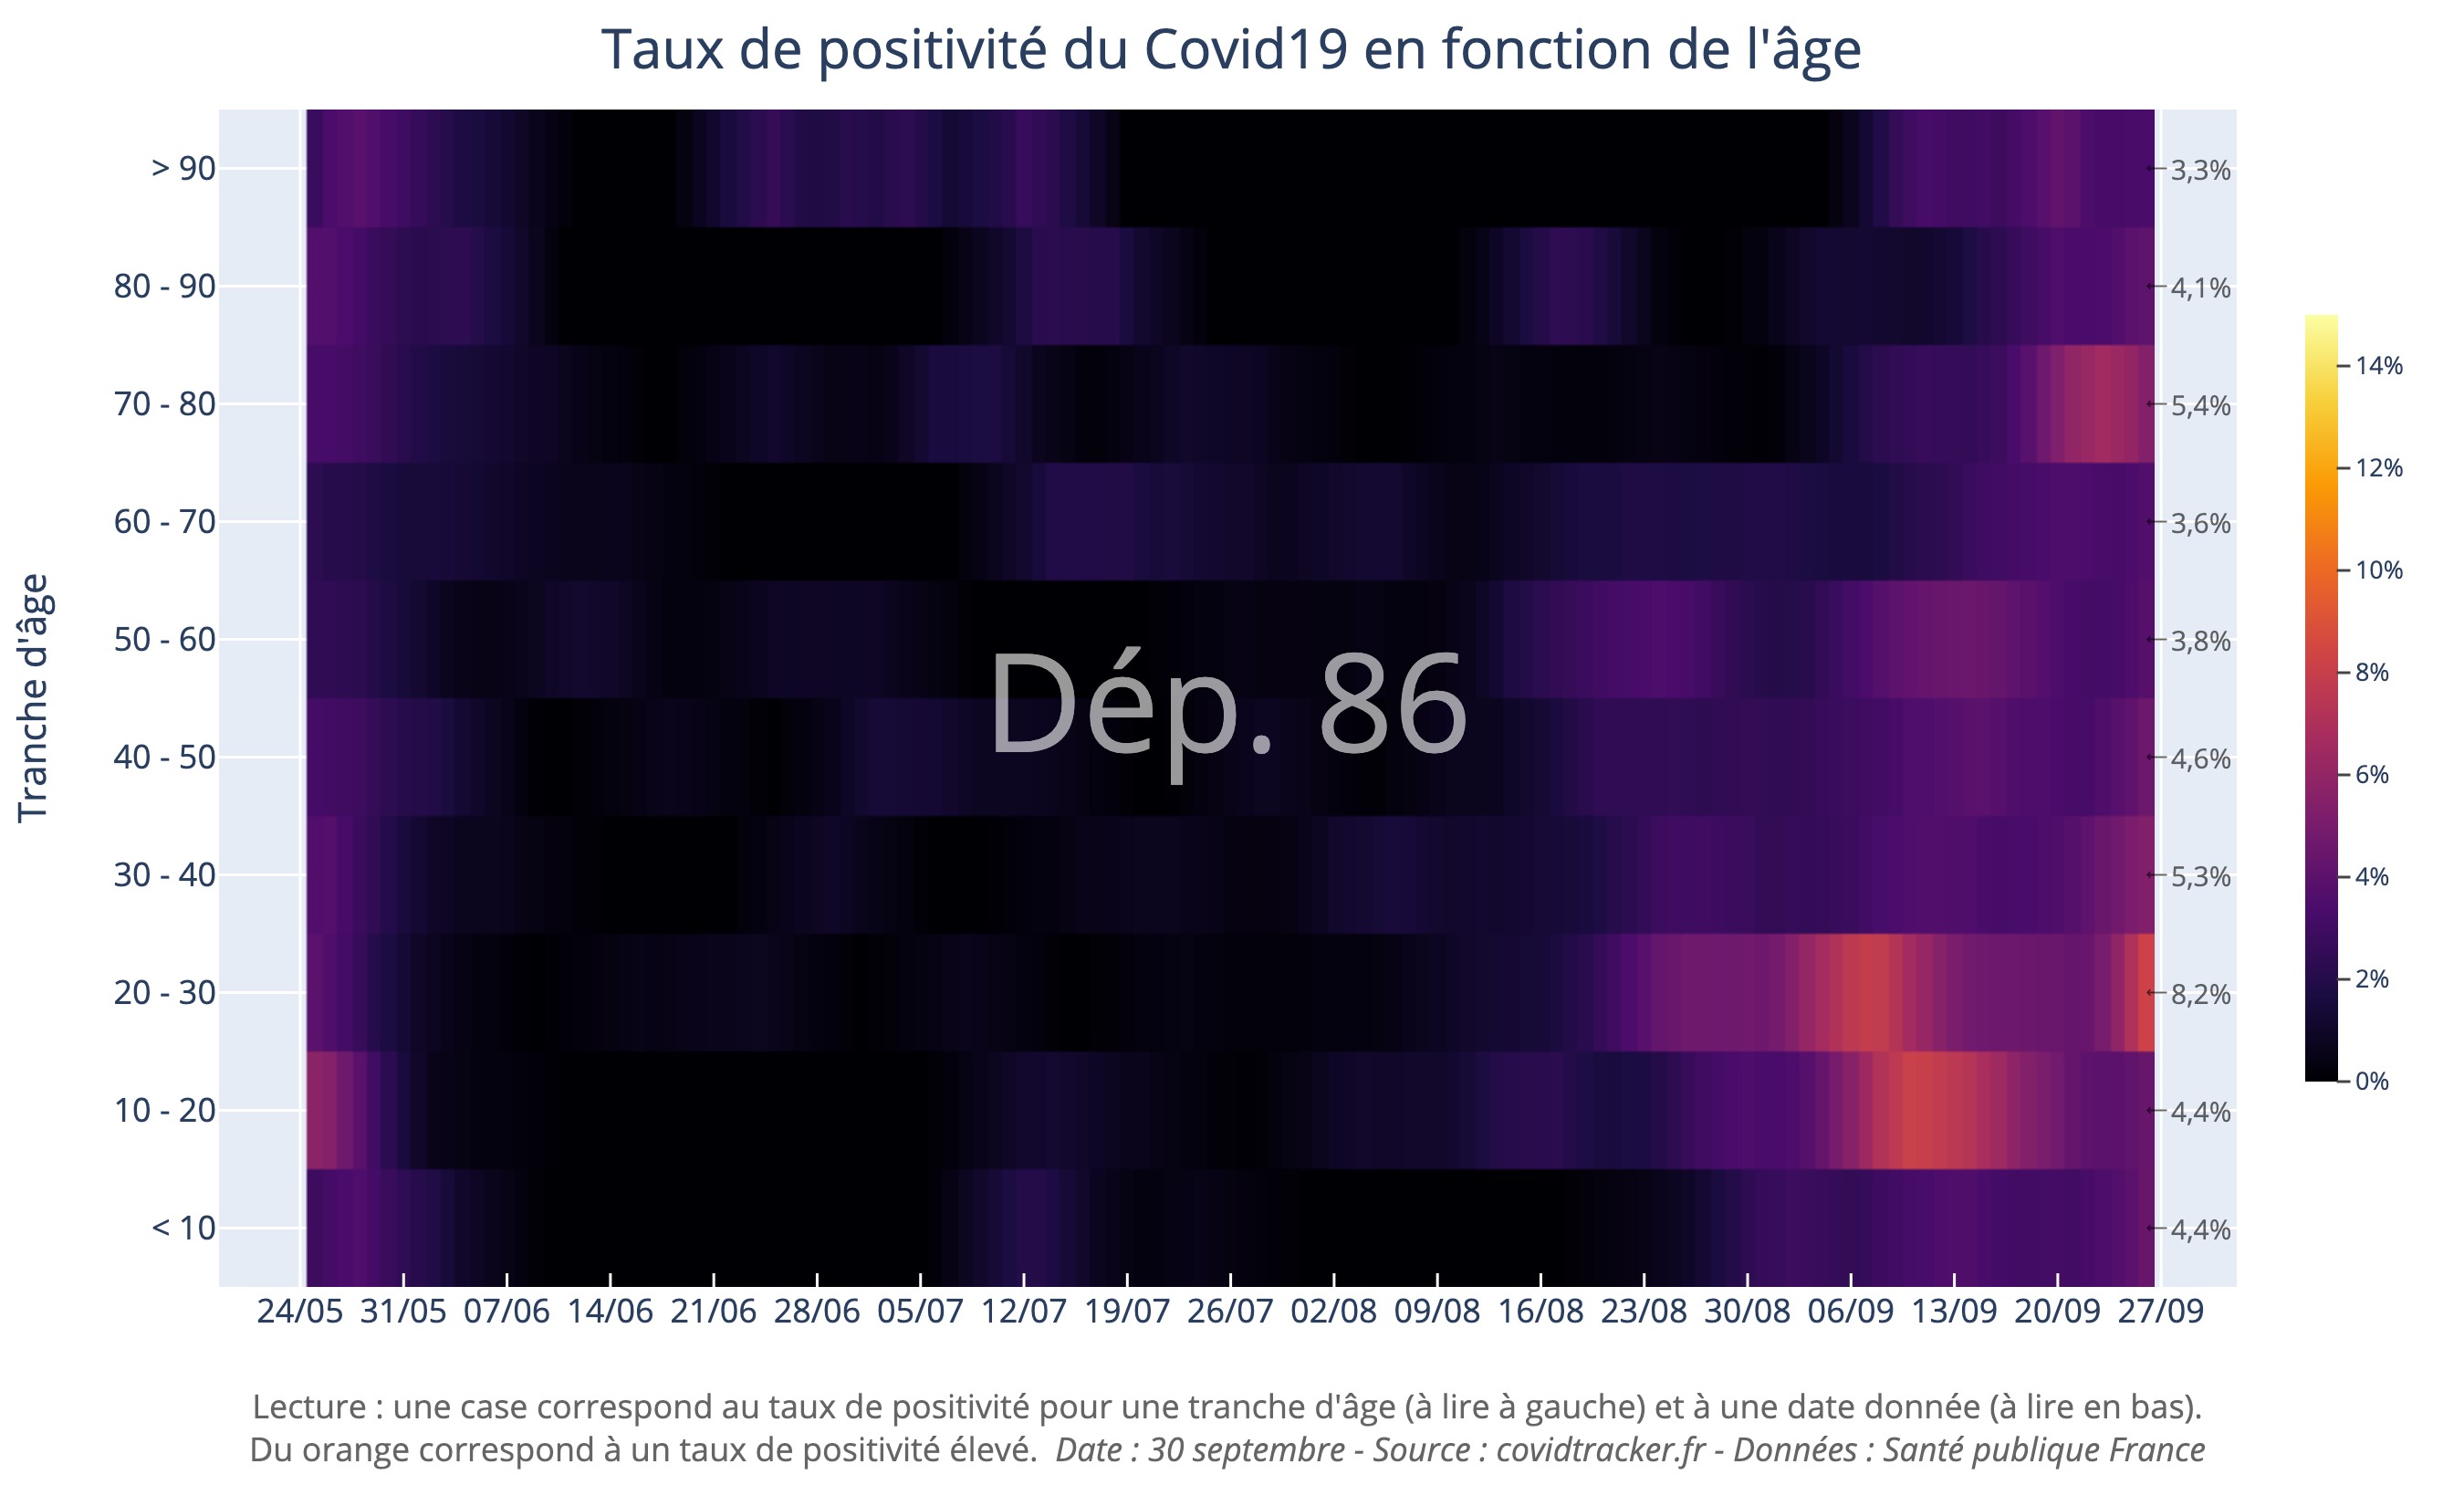 Taux de positivité du Covid19 en fonction de l'âge
Tranche d'âge
> 90
80 - 90
70 - 80
60 - 70
50 - 60
40 - 50
30 - 40
20 - 30
10 - 20
< 10
Dép. 86
3,3%
4,1%
5,4%
3,6%
3,8%
4,6%
5,3%
8,2%
4,4%
4,4%
14%
12%
10%
8%
6%
4%
2%
0%
24/05 31/05 07/06 14/06 21/06 28/06 05/07 12/07 19/07 26/07 02/08 09/08 16/08 23/08 30/08 06/09 13/09 20/09 27/09
Lecture : une case correspond au taux de positivité pour une tranche d'âge (à lire à gauche) et à une date donnée (à lire en bas).
Du orange correspond à un taux de positivité élevé. Date : 30 septembre - Source : covidtracker.fr - Données : Santé publique France